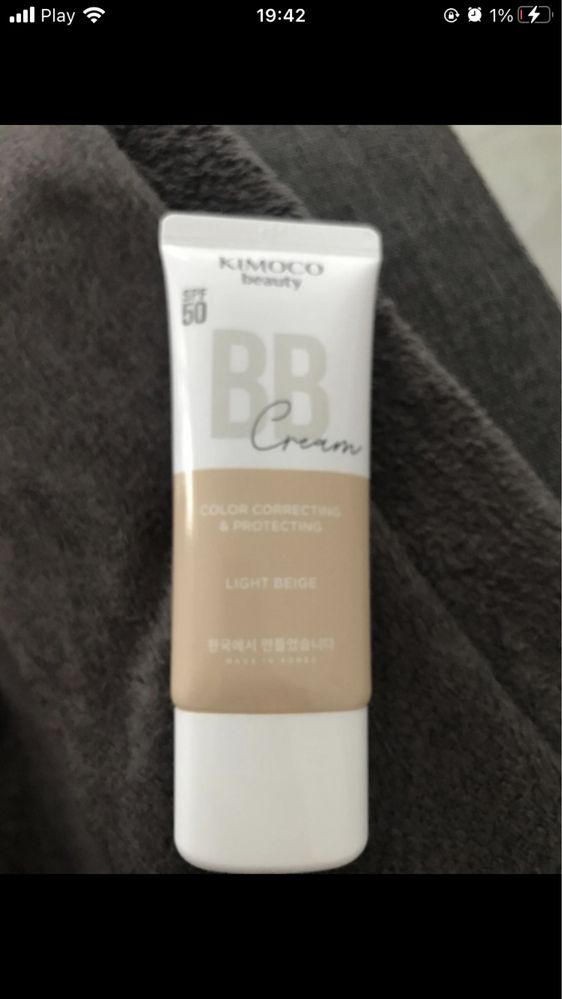 Play 19:42 1%
KIMOCO
beauty
SPF
50
BB
Cream
COLOR CORRECTING
& PROTECTING
LIGHT BEIGE
한국에서 만들었습니다
MADE IN KOREA